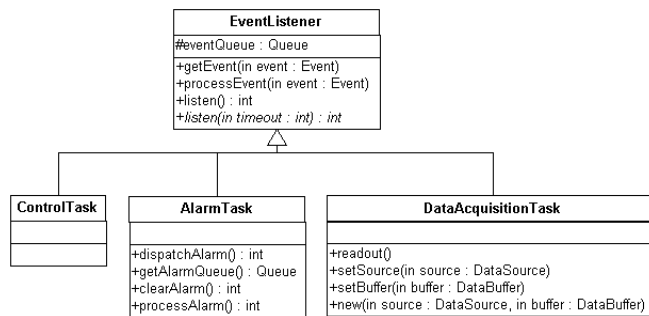 EventListener
#eventQueue : Queue
+getEvent(in event : Event)
+processEvent(in event : Event)
+listen() : int
+listen(in timeout : int) : int
ControlTask
AlarmTask
+dispatchAlarm() : int
+getAlarmQueue() : Queue
+clearAlarm() : int
+processAlarm() : int
DataAcquisitionTask
+readout()
+setSource(in source : DataSource)
+setBuffer(in buffer : DataBuffer)
+new(in source : DataSource, in buffer : DataBuffer)